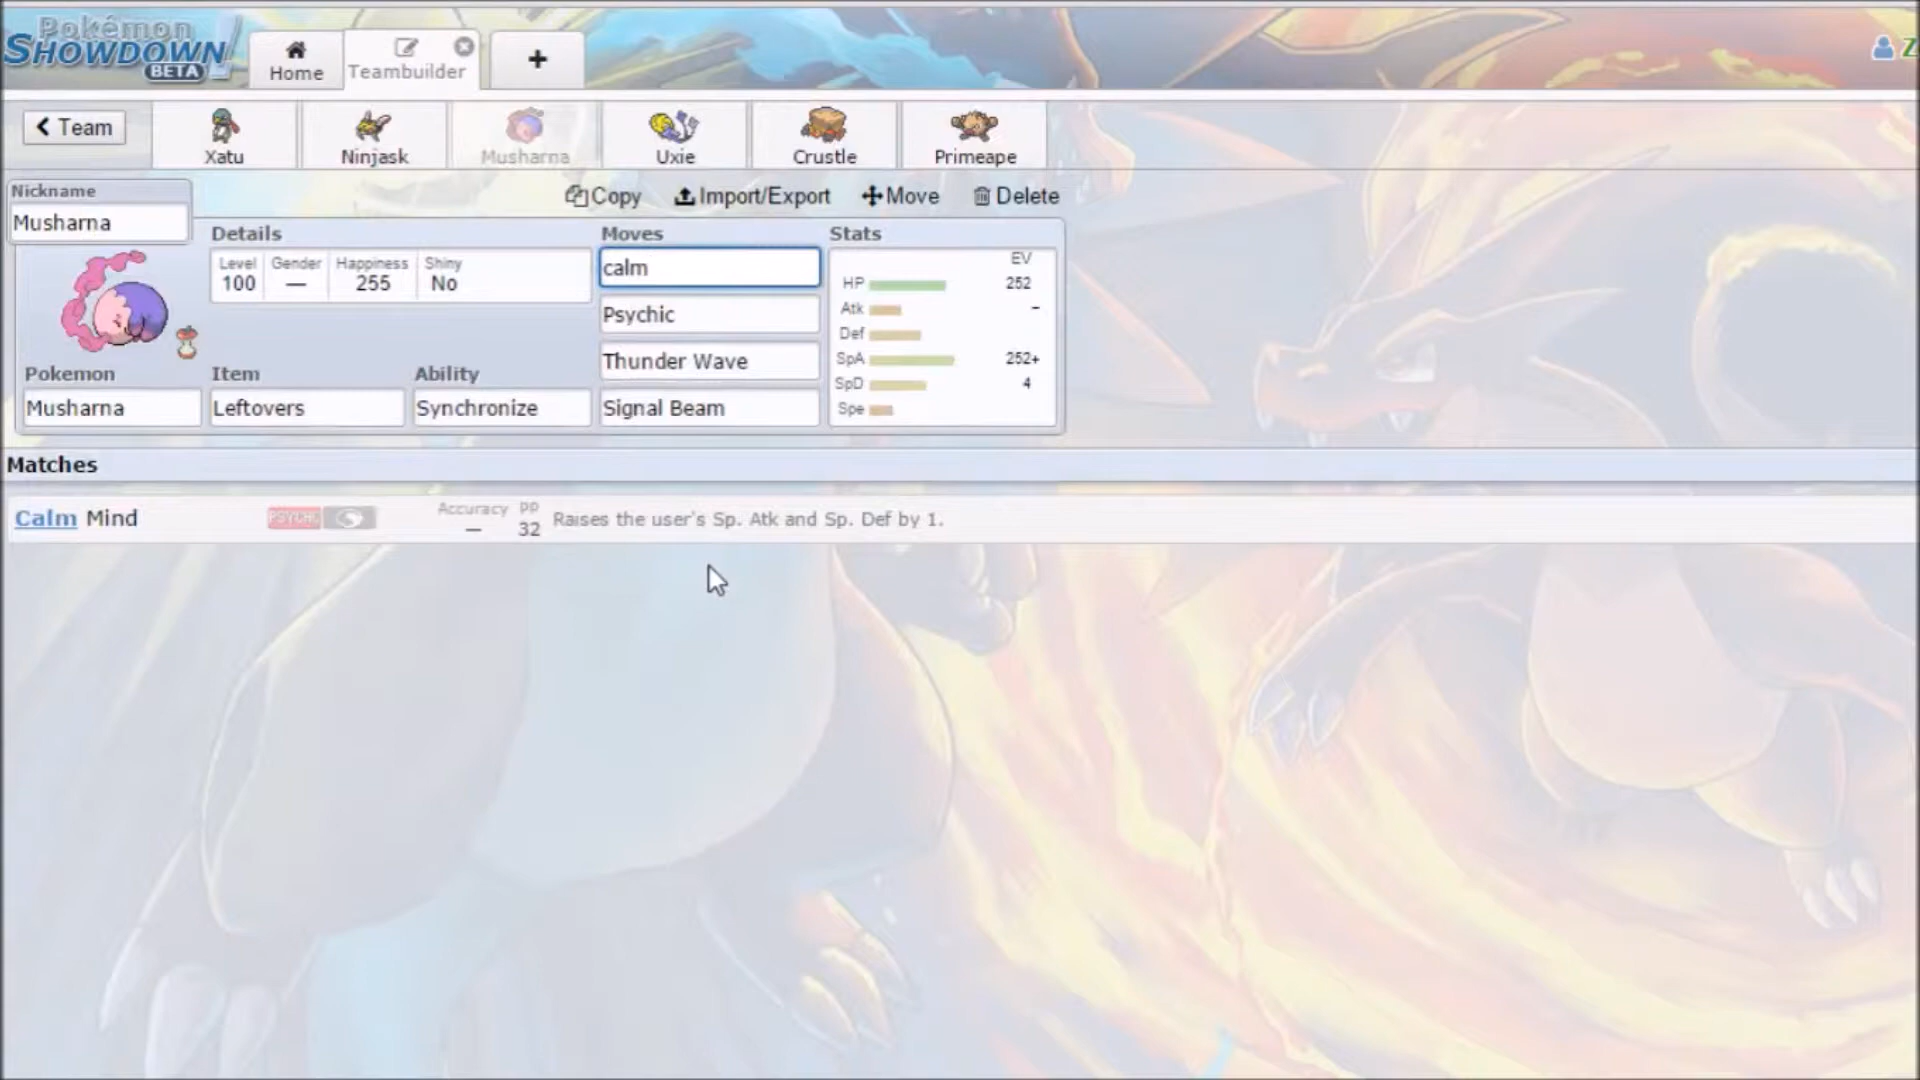 Pokémon
SHOWDOWN
BETA
Home
Teambuilder
+
Z
Team
Xatu
Ninjask
Musharna
Uxie
Crustle
Primeape
Nickname
Musharna
Copy
Import/Export
Move
Delete
Details
Level
100
Gender
—
Happiness
255
Shiny
No
Pokemon
Musharna
Item
Leftovers
Ability
Synchronize
Moves
calm
Psychic
Thunder Wave
Signal Beam
Stats
EV
HP 252
Atk -
Def
SpA 252+
SpD 4
Spe
Matches
Calm Mind
PSYCHC
Accuracy
—
PP
32
Raises the user's Sp. Atk and Sp. Def by 1.